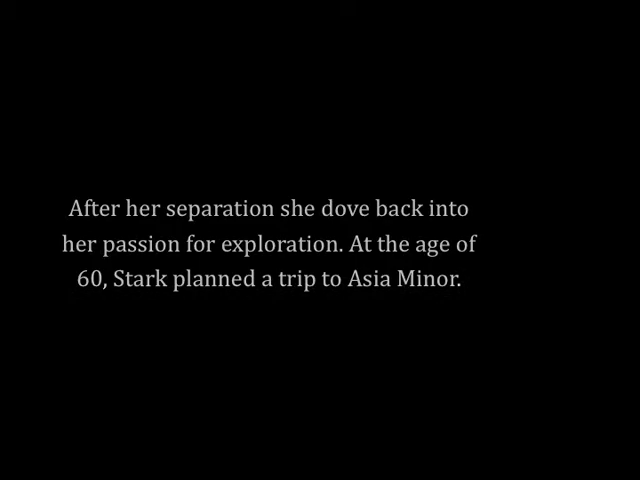 After her separation she dove back into
her passion for exploration. At the age of
60, Stark planned a trip to Asia Minor.